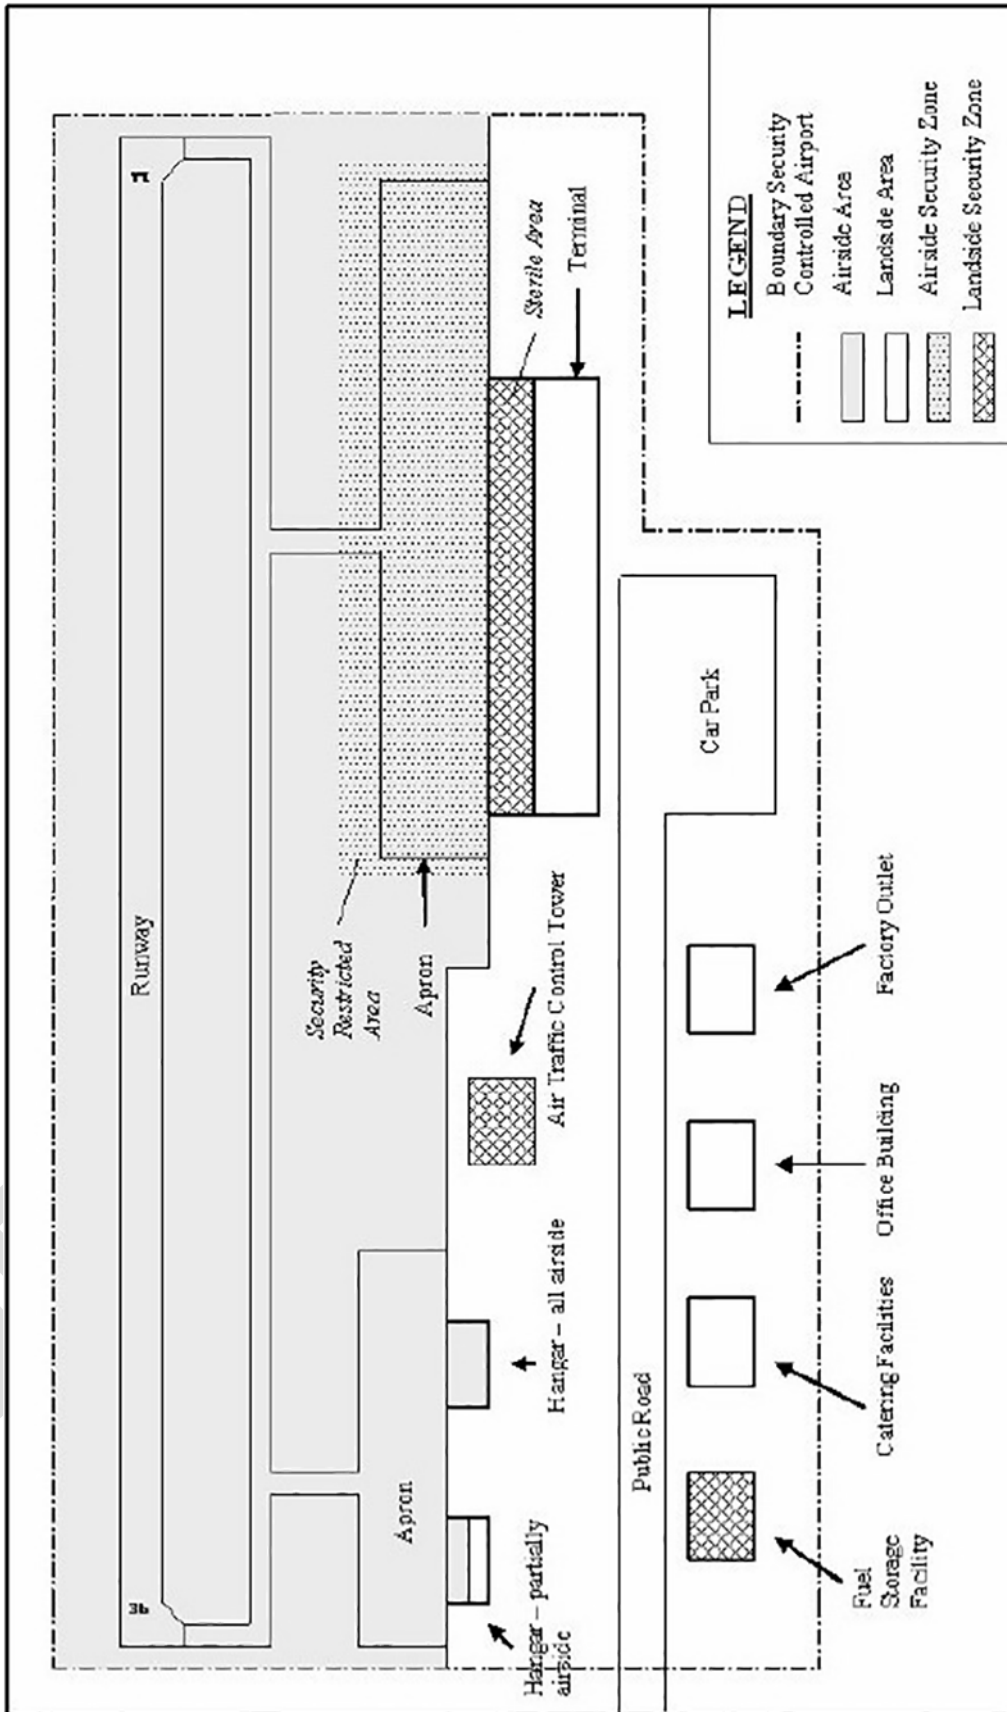 Runway
Security
Restricted
Area
Apron
Sterile Area
Terminal
Air Traffic Control Tower
Hangar – all airside
Apron
Hangar – partially
airside
Public Road
Car Park
Fuel
Storage
Facility
Catering Facilities
Office Building
Factory Outlet
LEGEND
Boundary Security
Controlled Airport
Airside Area
Landside Area
Airside Security Zone
Landside Security Zone